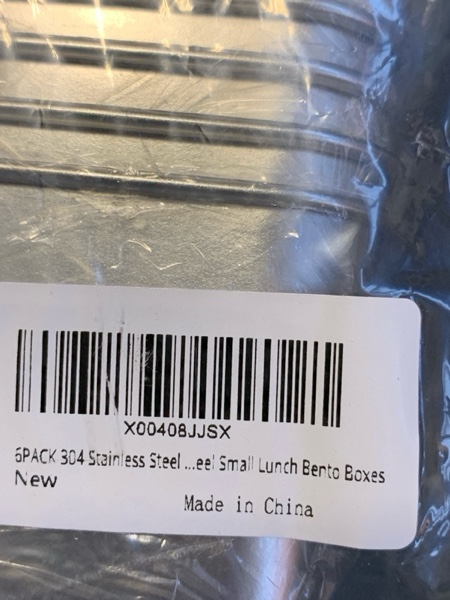 X00408JJSX
6PACK 304 Stainless Steel ...eel Small Lunch Bento Boxes
New
Made in China